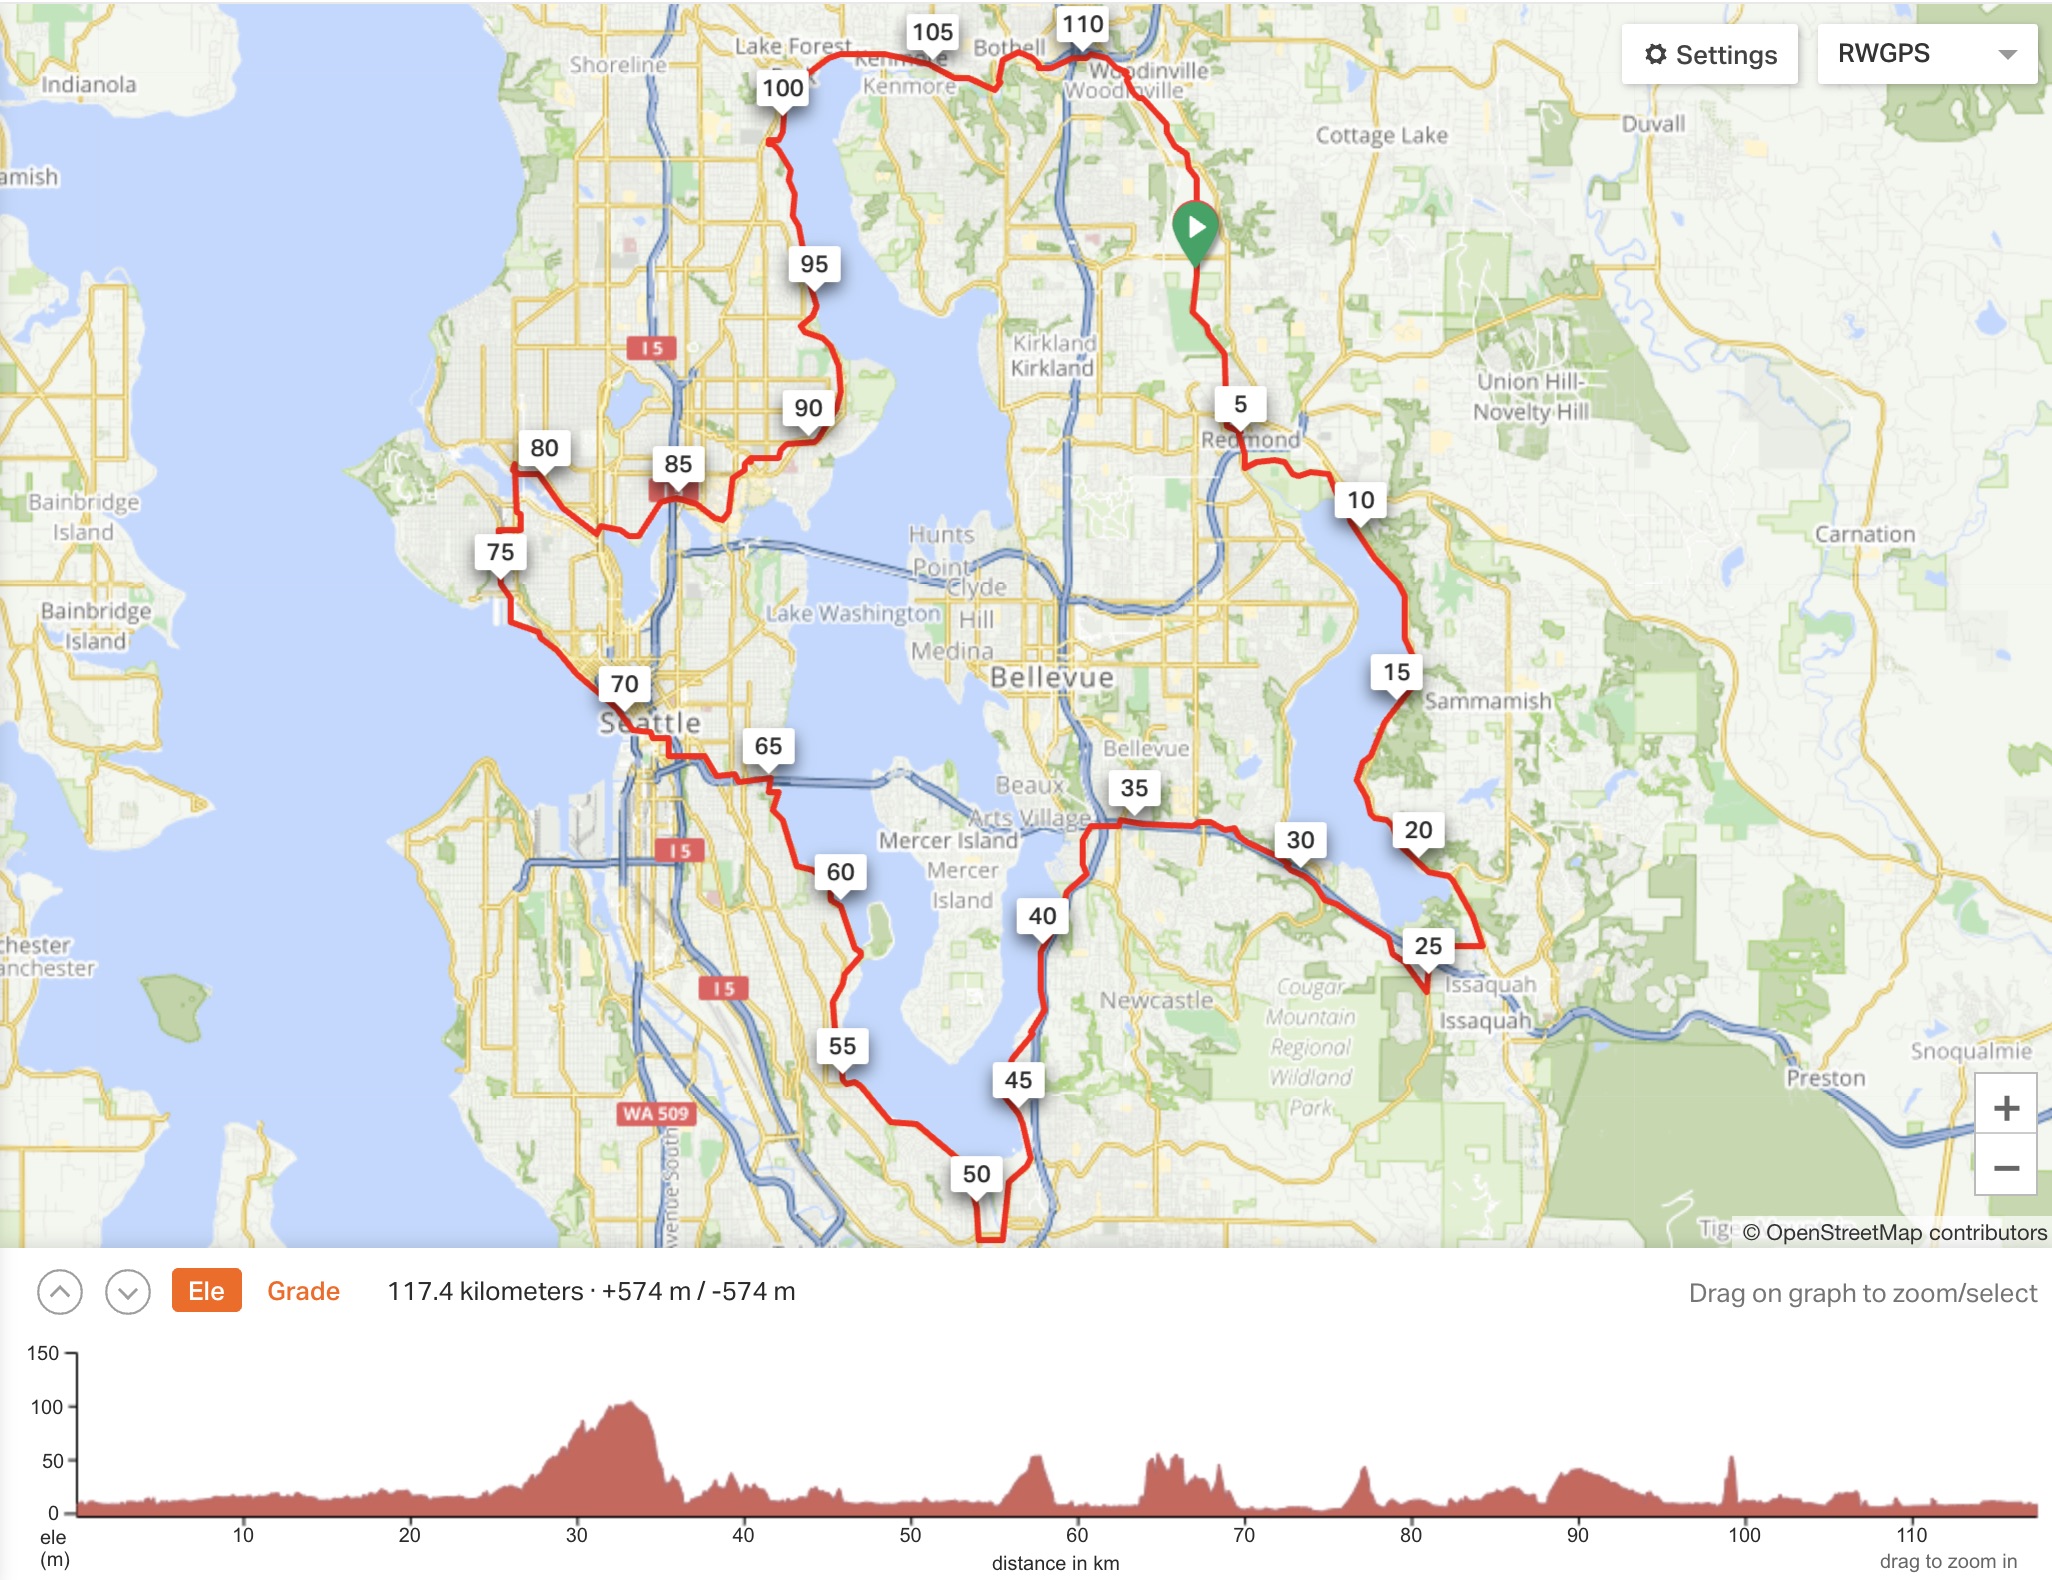 Lake Forest
105
Bothell
110
Settings
RWGPS
Shoreline
Kenmore
Woodinville
Indianola
100
Kenmore
Woodinville
Duvall
Cottage Lake
amish
95
I 5
Kirkland
Kirkland
Union Hill-
Novelty Hill
90
5
Redmond
80
85
10
Bainbridge
Island
75
Hunts
Point
Clyde
Hill
Medina
Carnation
Bainbridge
Island
Lake Washington
70
Bellevue
15
Sammamish
Seattle
65
Bellevue
Beaux
Arts Village
35
I 5
Mercer Island
Mercer
Island
20
30
60
40
25
chester
anchester
I 5
Newcastle
Cougar
Mountain
Regional
Wildland
Park
Issaquah
Issaquah
55
45
Snoqualmie
Preston
WA 509
50
Avenue South
+
−
© OpenStreetMap contributors
Ele
Grade
117.4 kilometers · +574 m / -574 m
Drag on graph to zoom/select
150
100
50
0
ele
(m)
10
20
30
40
50
60
70
80
90
100
110
distance in km
drag to zoom in